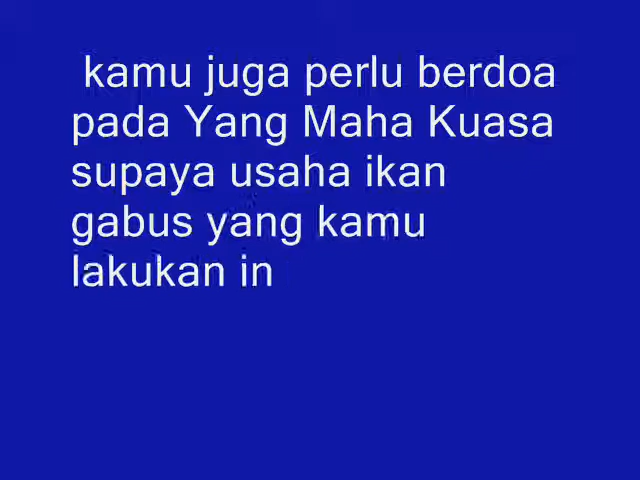 kamu juga perlu berdoa
pada Yang Maha Kuasa
supaya usaha ikan
gabus yang kamu
lakukan in